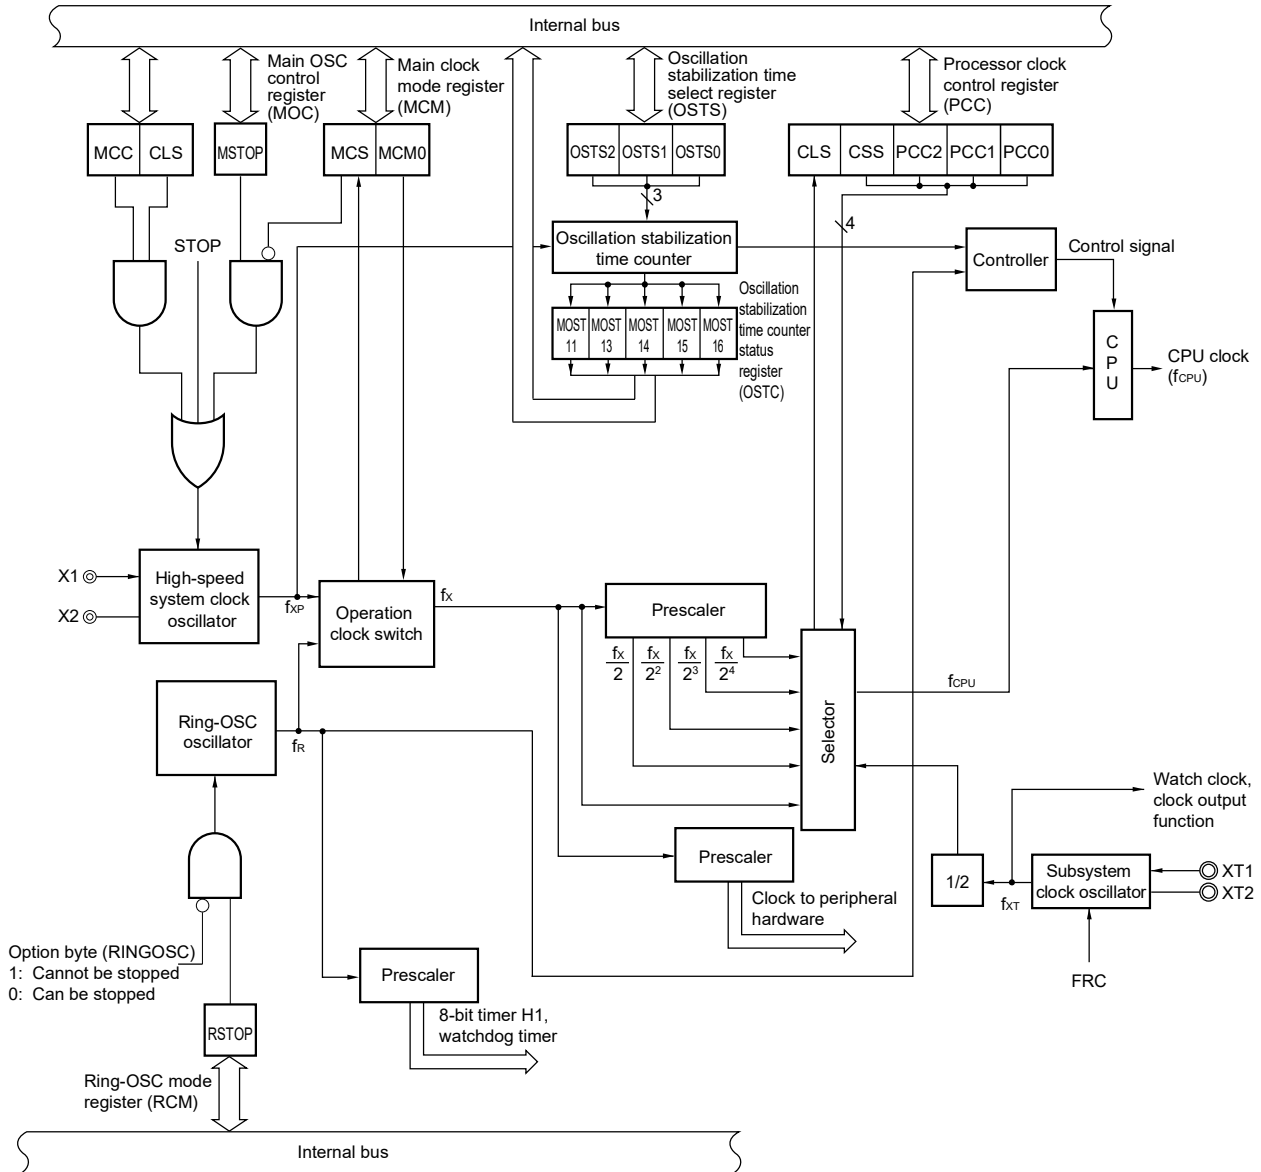 Internal bus
Main OSC
control
register
(MOC)
Main clock
mode register
(MCM)
Oscillation
stabilization time
select register
(OSTS)
Processor clock
control register
(PCC)
MCC
CLS
MSTOP
MCS
MCM0
OSTS2
OSTS1
OSTS0
CLS
CSS
PCC2
PCC1
PCC0
3
4
STOP
Oscillation stabilization
time counter
Controller
Control signal
MOST
11
MOST
13
MOST
14
MOST
15
MOST
16
Oscillation
stabilization
time counter
status
register
(OSTC)
C
P
U
CPU clock
(fCPU)
X1
X2
High-speed
system clock
oscillator
fXP
Operation
clock switch
fX
Prescaler
fX
2
fX
2²
fX
2³
fX
2⁴
Selector
fCPU
Ring-OSC
oscillator
fR
Watch clock,
clock output
function
Prescaler
Clock to peripheral
hardware
1/2
fXT
Subsystem
clock oscillator
XT1
XT2
FRC
Option byte (RINGOSC)
1: Cannot be stopped
0: Can be stopped
Prescaler
8-bit timer H1,
watchdog timer
RSTOP
Ring-OSC mode
register (RCM)
Internal bus